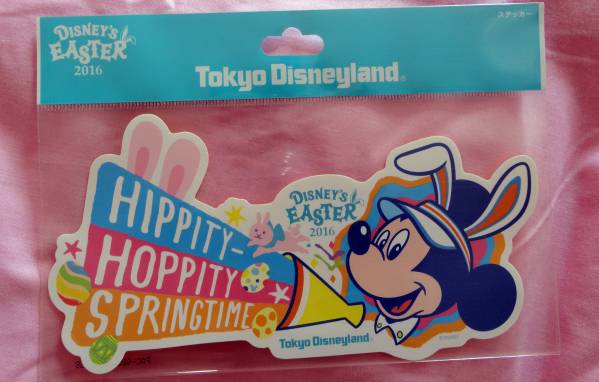 DISNEY'S
EASTER
2016
ステッカー
Tokyo Disneyland®
HIPPITY-
HOPPITY
SPRINGTIME
DISNEY'S
EASTER
2016
Tokyo Disneyland®